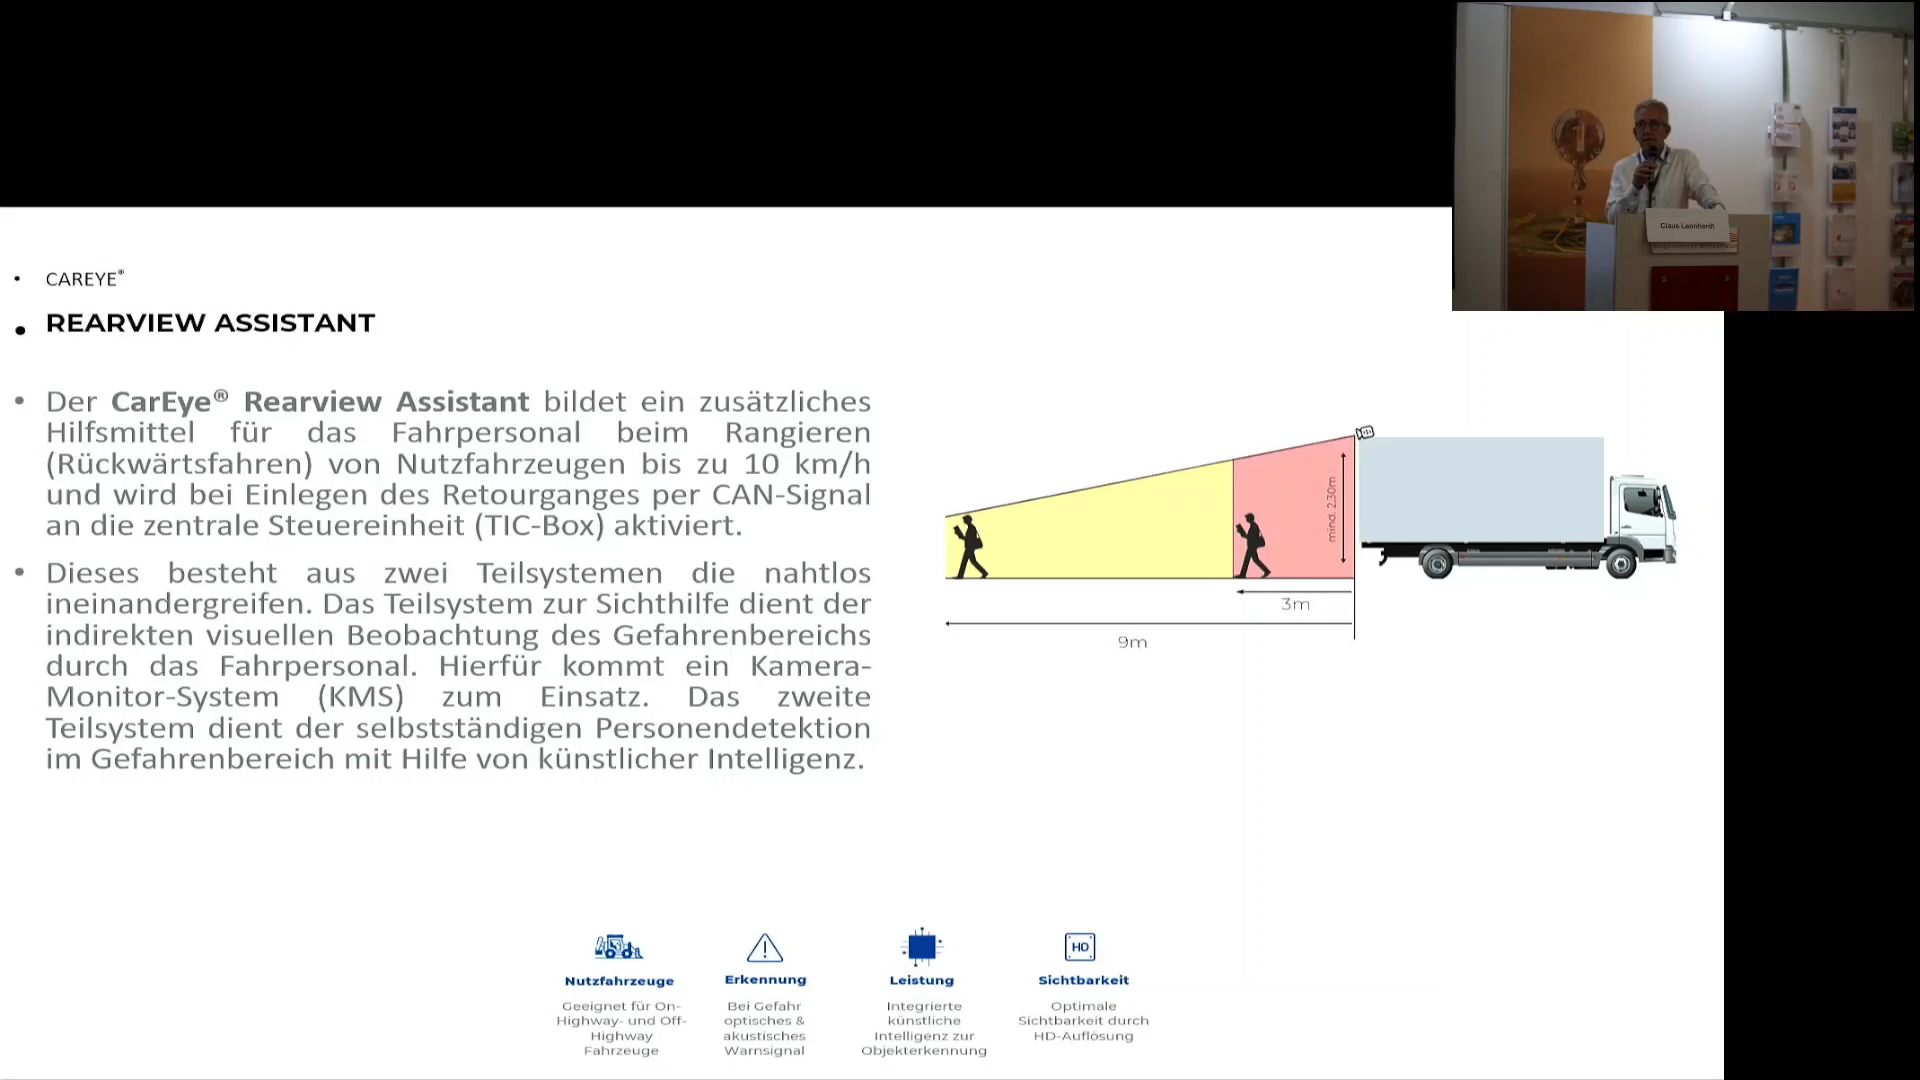 CAREYE®
REARVIEW ASSISTANT
Der CarEye® Rearview Assistant bildet ein zusätzliches
Hilfsmittel für das Fahrpersonal beim Rangieren
(Rückwärtsfahren) von Nutzfahrzeugen bis zu 10 km/h
und wird bei Einlegen des Retourganges per CAN-Signal
an die zentrale Steuereinheit (TIC-Box) aktiviert.
Dieses besteht aus zwei Teilsystemen die nahtlos
ineinandergreifen. Das Teilsystem zur Sichthilfe dient der
indirekten visuellen Beobachtung des Gefahrenbereichs
durch das Fahrpersonal. Hierfür kommt ein Kamera-
Monitor-System (KMS) zum Einsatz. Das zweite
Teilsystem dient der selbstständigen Personendetektion
im Gefahrenbereich mit Hilfe von künstlicher Intelligenz.
mind. 2,30m
3m
9m
Nutzfahrzeuge
Geeignet für On-
Highway- und Off-
Highway
Fahrzeuge
Erkennung
Bei Gefahr
optisches &
akustisches
Warnsignal
Leistung
Integrierte
künstliche
Intelligenz zur
Objekterkennung
HD
Sichtbarkeit
Optimale
Sichtbarkeit durch
HD-Auflösung
1
Claus Leonhardt